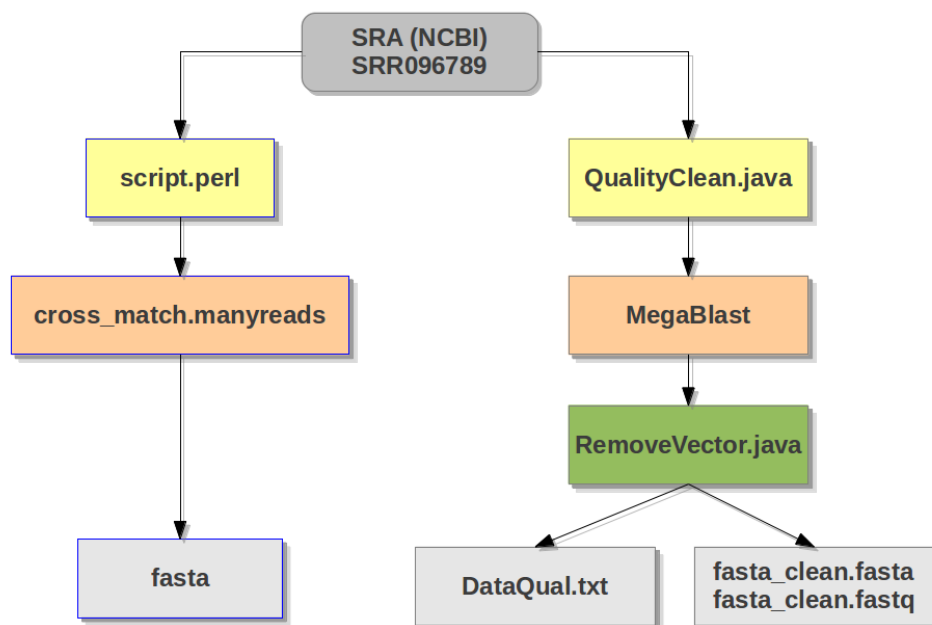 SRA (NCBI)
SRR096789
script.perl
QualityClean.java
cross_match.manyreads
MegaBlast
RemoveVector.java
fasta
DataQual.txt
fasta_clean.fasta
fasta_clean.fastq